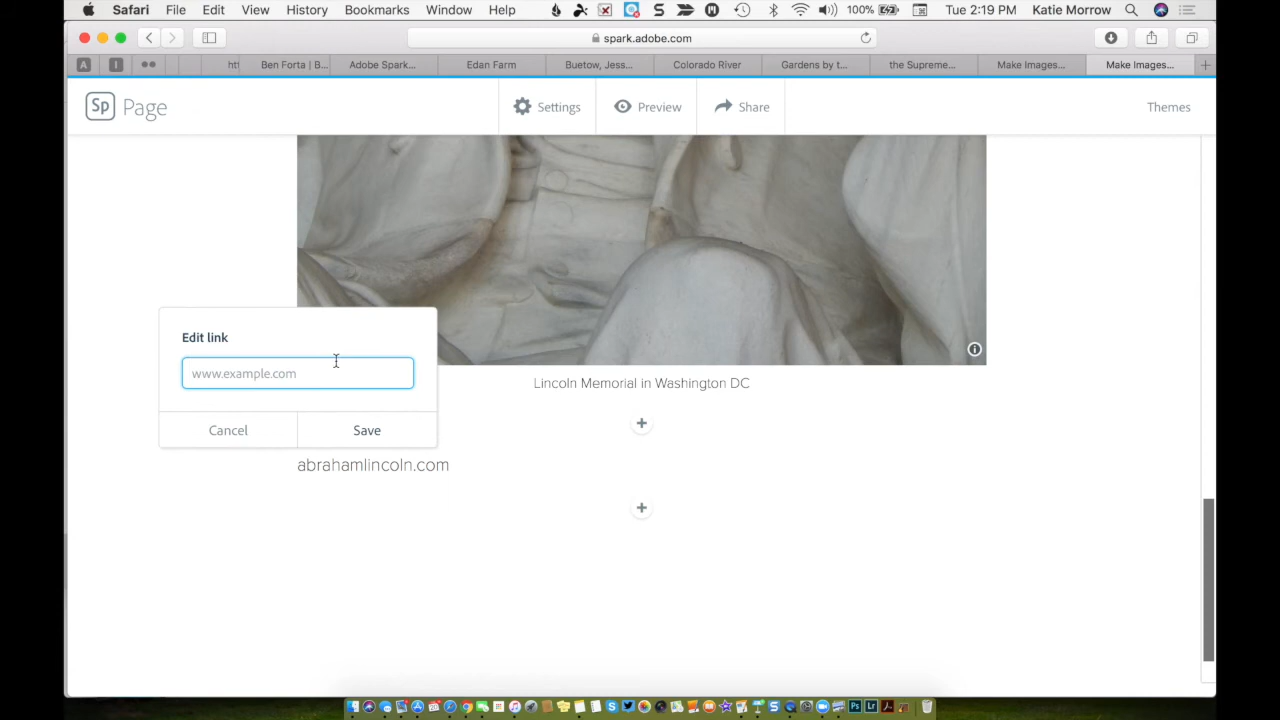 Safari File Edit View History Bookmarks Window Help 100% Tue 2:19 PM Katie Morrow
spark.adobe.com
A I htt Ben Forta | B... Adobe Spark... Edan Farm Buetow, Jess... Colorado River Gardens by t... the Supreme... Make Images... Make Images...
Sp Page Settings Preview Share Themes
Edit link
www.example.com
Lincoln Memorial in Washington DC
Cancel Save
abrahamlincoln.com